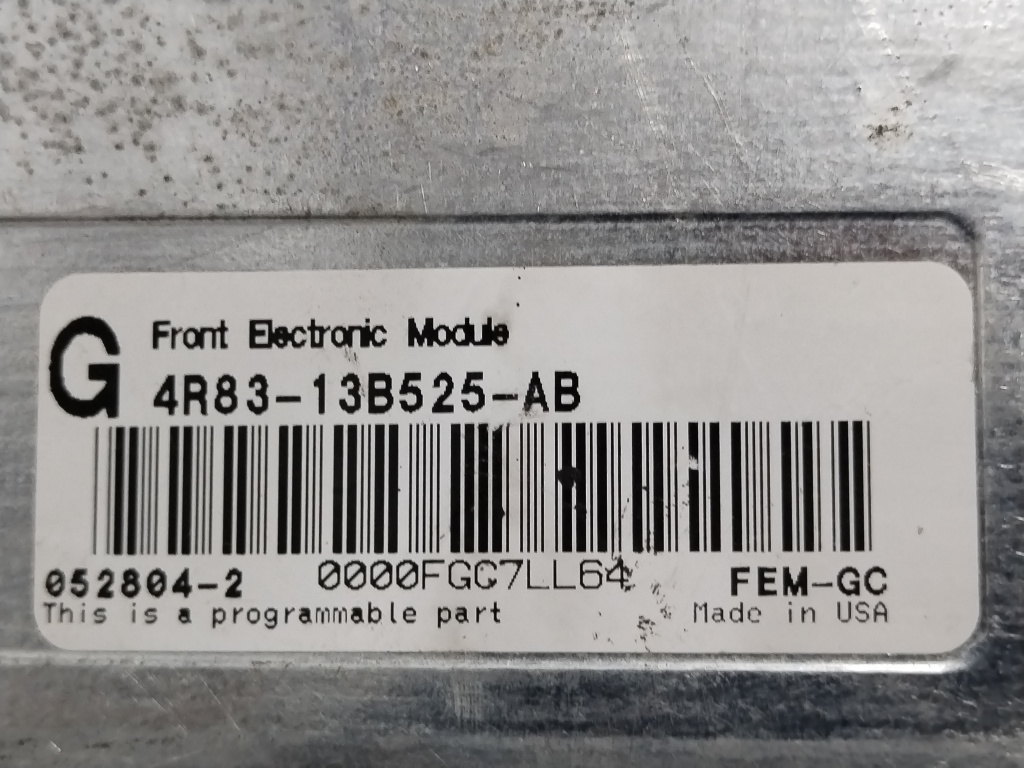 G
Front Electronic Module
4R83-13B525-AB
0000FGC7LL64
052804-2
FEM-GC
This is a programmable part
Made in USA